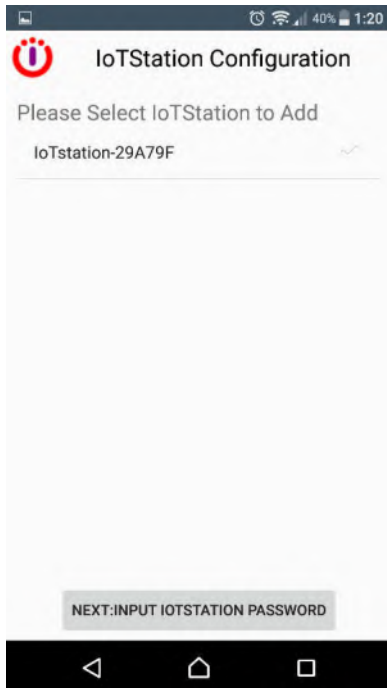 40% 1:20
IoTStation Configuration
Please Select IoTStation to Add
IoTstation-29A79F
NEXT:INPUT IOTSTATION PASSWORD